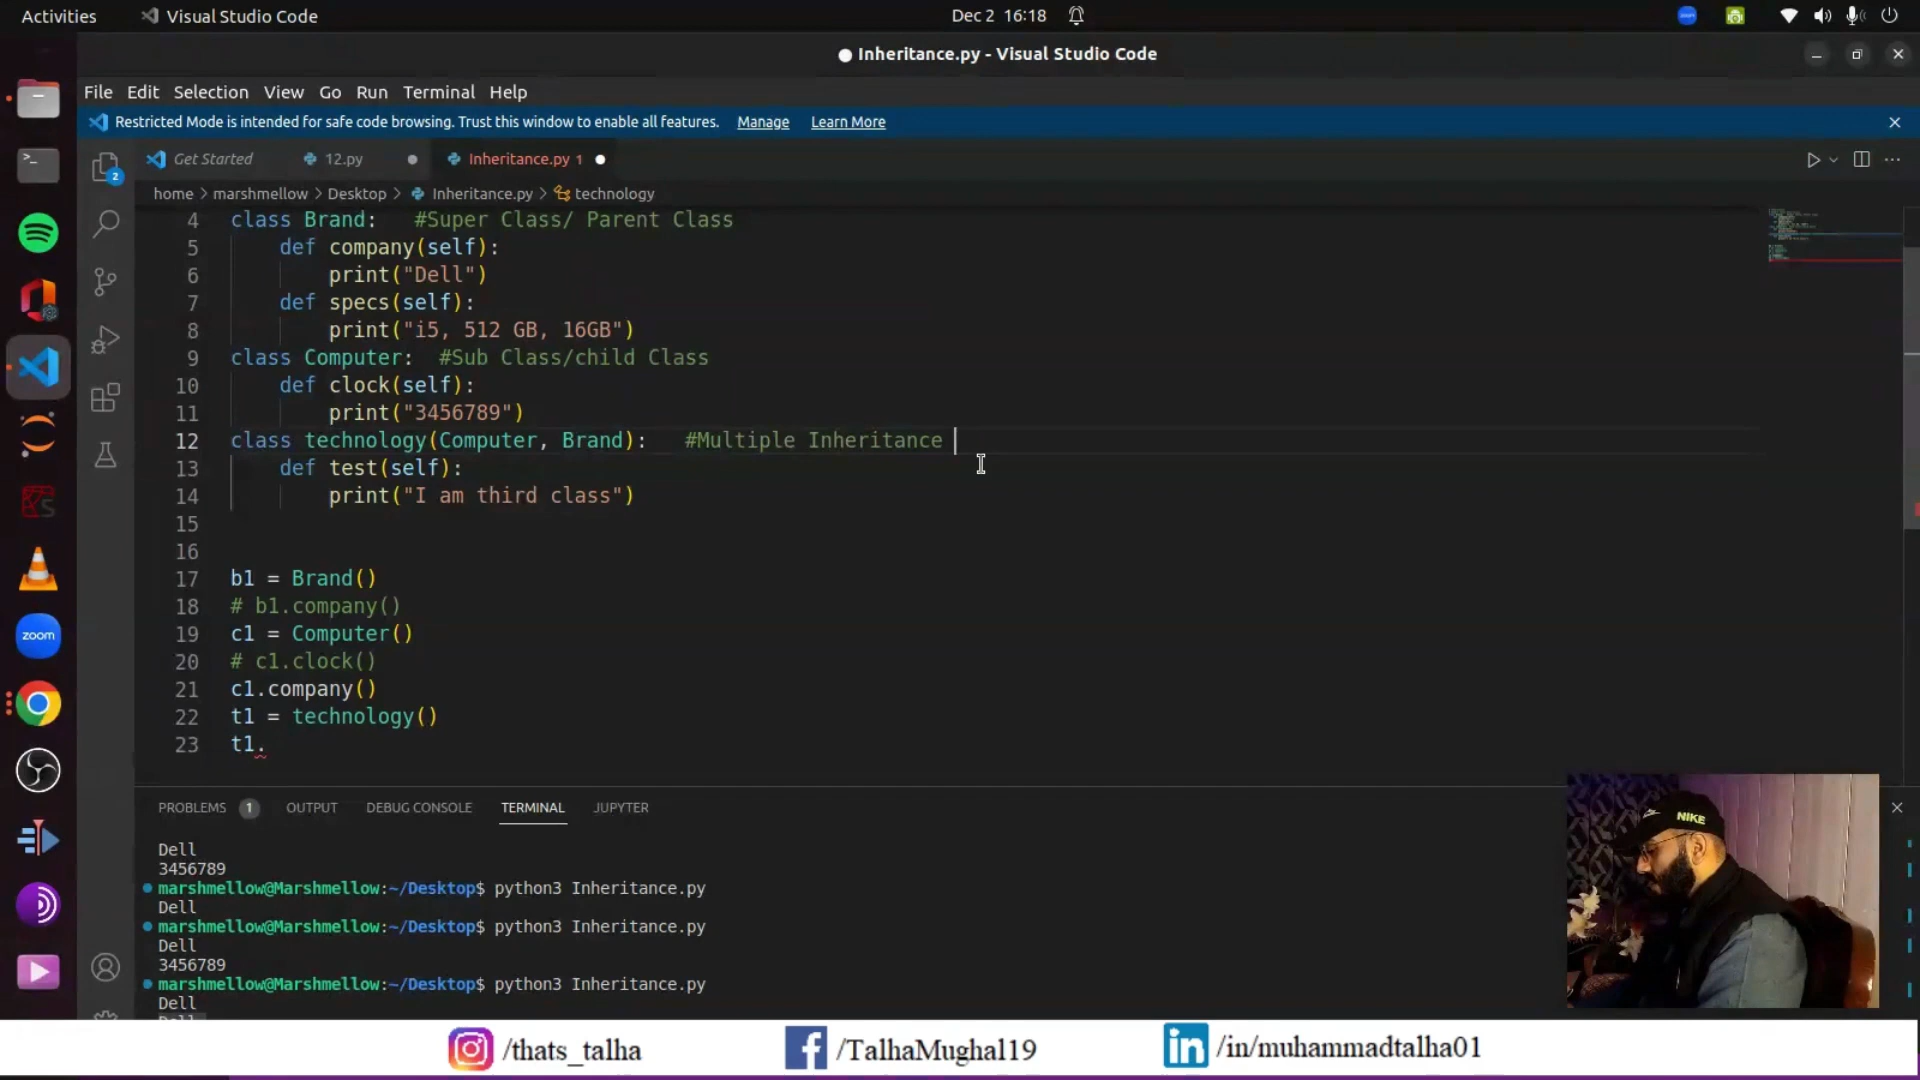 Activities
Visual Studio Code
Dec 2 16:18
● Inheritance.py - Visual Studio Code
File Edit Selection View Go Run Terminal Help
Restricted Mode is intended for safe code browsing. Trust this window to enable all features. Manage Learn More
Get Started
12.py
Inheritance.py 1
home > marshmellow > Desktop > Inheritance.py > technology
2
4 class Brand: #Super Class/ Parent Class
5 def company(self):
6 print("Dell")
7 def specs(self):
8 print("i5, 512 GB, 16GB")
9 class Computer: #Sub Class/child Class
10 def clock(self):
11 print("3456789")
12 class technology(Computer, Brand): #Multiple Inheritance
13 def test(self):
14 print("I am third class")
15
16
17 b1 = Brand()
18 # b1.company()
19 c1 = Computer()
20 # c1.clock()
21 c1.company()
22 t1 = technology()
23 t1.
zoom
PROBLEMS 1 OUTPUT DEBUG CONSOLE TERMINAL JUPYTER
Dell
3456789
marshmellow@Marshmellow:~/Desktop$ python3 Inheritance.py
Dell
marshmellow@Marshmellow:~/Desktop$ python3 Inheritance.py
Dell
3456789
marshmellow@Marshmellow:~/Desktop$ python3 Inheritance.py
Dell
NIKE
/thats_talha
/TalhaMughal19
/in/muhammadtalha01